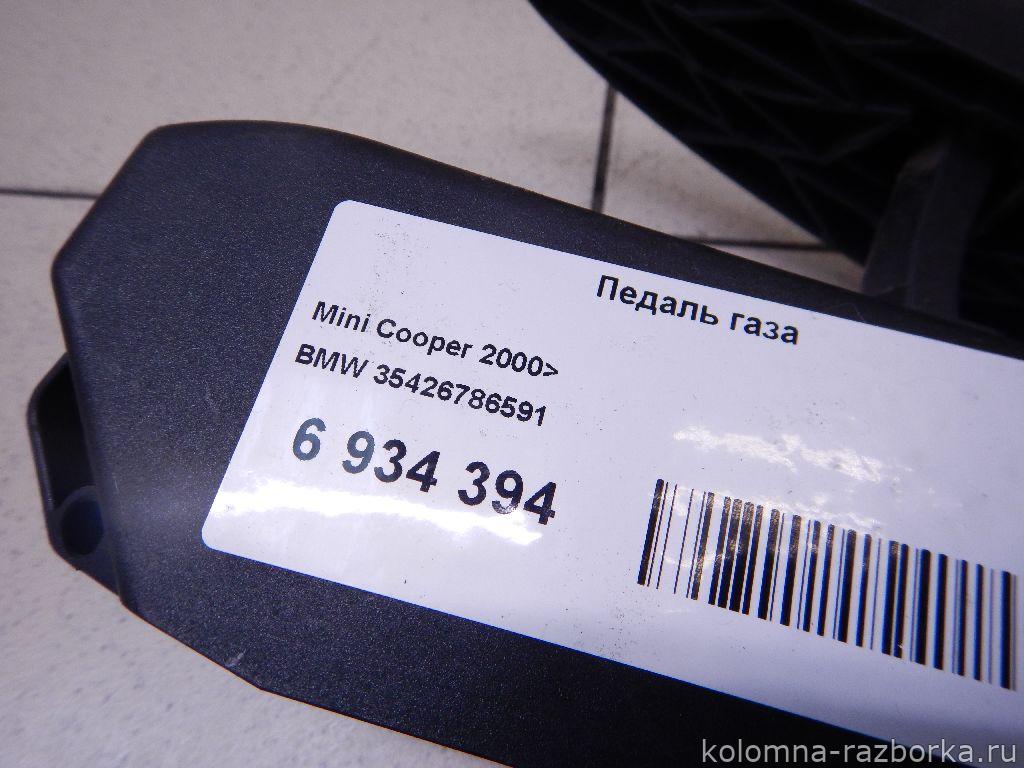 Педаль газа
Mini Cooper 2000>
BMW 35426786591
6 934 394
kolomna-razborka.ru